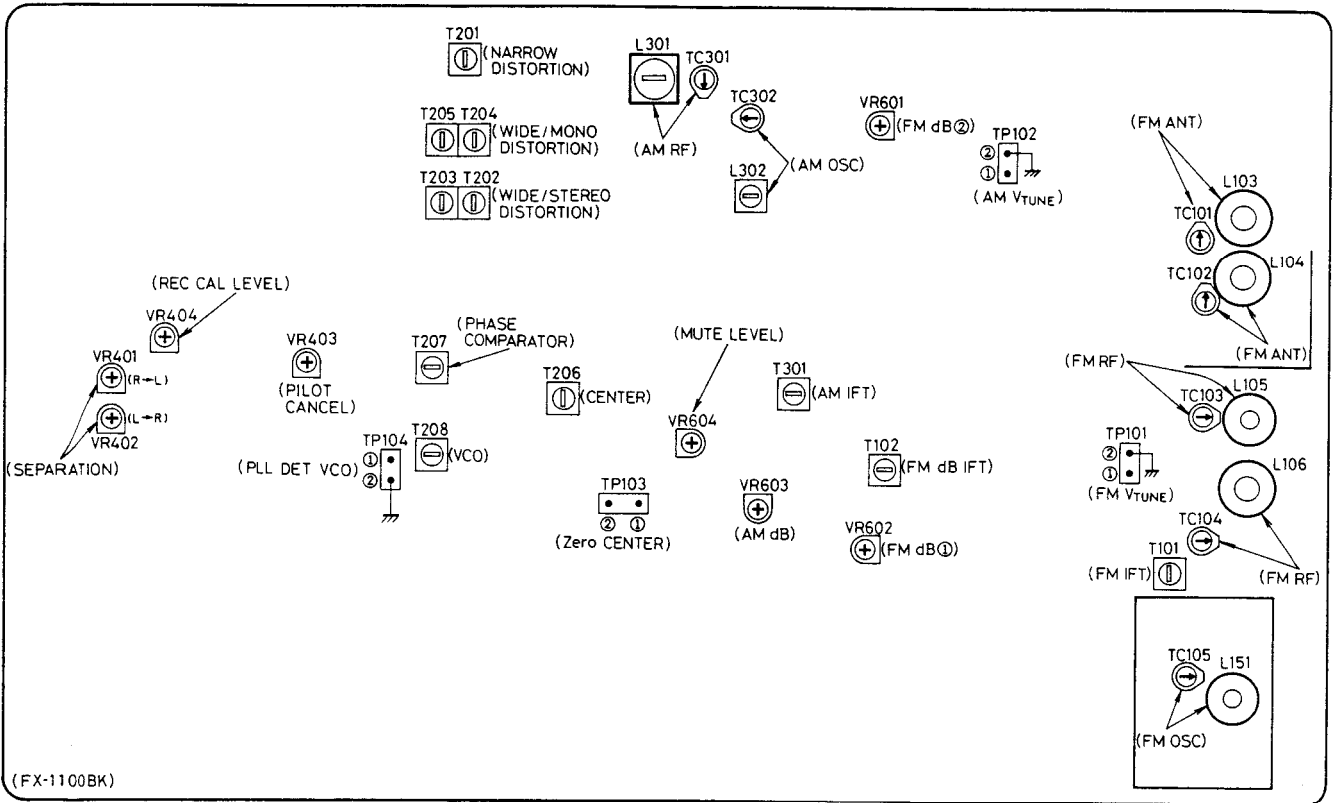 T201
(NARROW
DISTORTION)
L301
TC301
TC302
(AM RF)
(AM OSC)
L302
VR601
(FM dB②)
TP102
②
①
(AM VTUNE)
(FM ANT)
L103
TC101
L104
TC102
(FM ANT)
T205 T204
(WIDE/MONO
DISTORTION)
T203 T202
(WIDE/STEREO
DISTORTION)
(REC CAL LEVEL)
VR404
VR401
(R→L)
(L→R)
VR402
(SEPARATION)
VR403
(PILOT
CANCEL)
T207
(PHASE
COMPARATOR)
T206
(CENTER)
(MUTE LEVEL)
VR604
T301
(AM IFT)
(FM RF)
L105
TC103
TP104
①
②
(PLL DET VCO)
T208
(VCO)
TP103
② ①
(Zero CENTER)
VR603
(AM dB)
T102
(FM dB IFT)
VR602
(FM dB①)
TP101
②
①
(FM VTUNE)
L106
TC104
(FM RF)
T101
(FM IFT)
TC105
L151
(FM OSC)
(FX-1100BK)